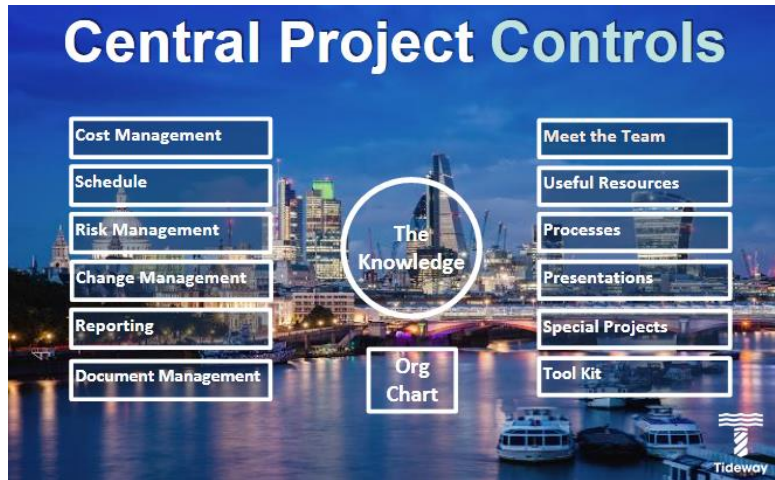 Central Project Controls
Cost Management
Schedule
Risk Management
Change Management
Reporting
Document Management
The
Knowledge
Org
Chart
Meet the Team
Useful Resources
Processes
Presentations
Special Projects
Tool Kit
Tideway